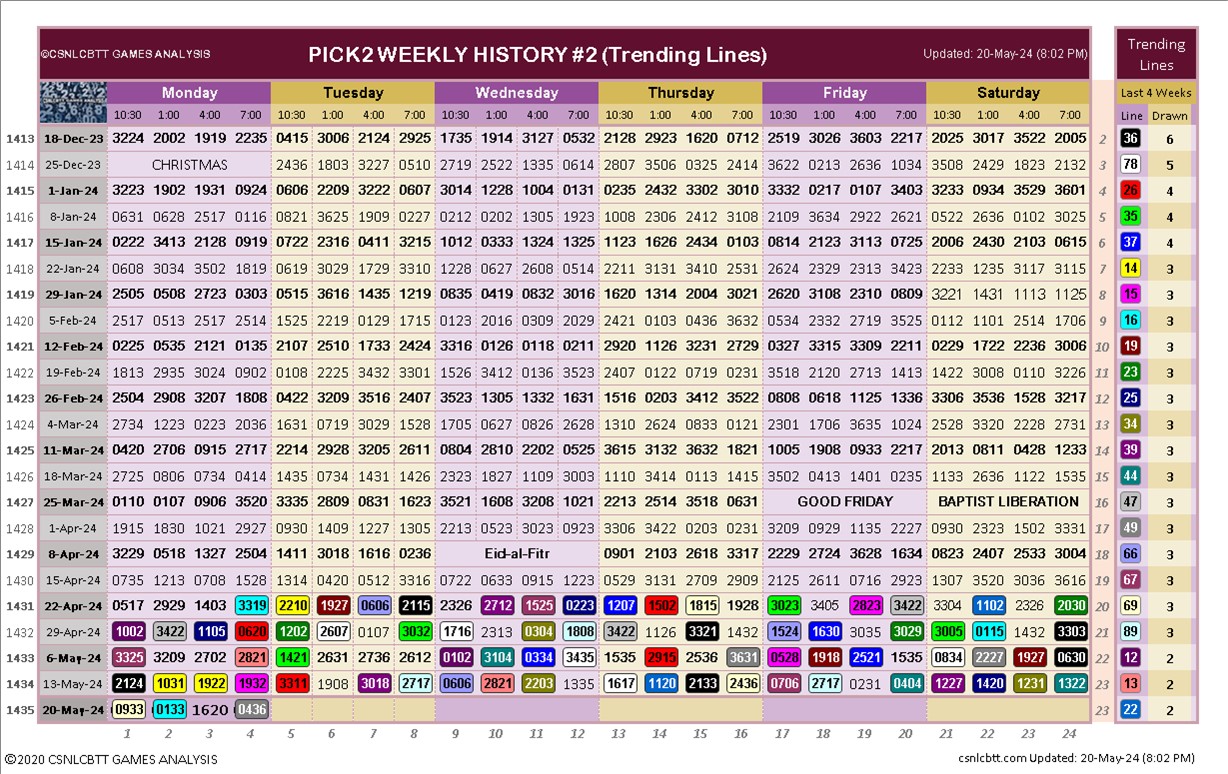 ©CSNLCBTT GAMES ANALYSIS PICK2 WEEKLY HISTORY #2 (Trending Lines) Updated: 20-May-24 (8:02 PM) Trending Lines
Monday Tuesday Wednesday Thursday Friday Saturday Last 4 Weeks
10:30 1:00 4:00 7:00 10:30 1:00 4:00 7:00 10:30 1:00 4:00 7:00 10:30 1:00 4:00 7:00 10:30 1:00 4:00 7:00 10:30 1:00 4:00 7:00 Line Drawn
1413 18-Dec-23 3224 2002 1919 2235 0415 3006 2124 2925 1735 1914 3127 0532 2128 2923 1620 0712 2519 3026 3603 2217 2025 3017 3522 2005 2 36 6
1414 25-Dec-23 CHRISTMAS 2436 1803 3227 0510 2719 2522 1335 0614 2807 3506 0325 2414 3622 0213 2636 1034 3508 2429 1823 2132 3 78 5
1415 1-Jan-24 3223 1902 1931 0924 0606 2209 3222 0607 3014 1228 1004 0131 0235 2432 3302 3010 3332 0217 0107 3403 3233 0934 3529 3601 4 26 4
1416 8-Jan-24 0631 0628 2517 0116 0821 3625 1909 0227 0212 0202 1305 1923 1008 2306 2412 3108 2109 3634 2922 2621 0522 2636 0102 3025 5 35 4
1417 15-Jan-24 0222 3413 2128 0919 0722 2316 0411 3215 1012 0333 1324 1325 1123 1626 2434 0103 0814 2123 3113 0725 2006 2430 2103 0615 6 37 4
1418 22-Jan-24 0608 3034 3502 1819 0619 3029 1729 3311 1228 0627 2608 0514 2211 3131 3410 2531 2624 2329 2313 3423 2233 1235 3117 3115 7 14 3
1419 29-Jan-24 2505 0508 2723 0303 0515 3616 1435 1219 0835 0419 0832 3016 1620 1314 2004 3021 2620 3108 2310 0809 3221 1431 1113 1125 8 15 3
1420 5-Feb-24 2517 0513 2517 2514 1525 2219 0129 1715 0123 2016 0309 2029 2421 0103 0436 3632 0534 2332 2719 3525 0112 1101 2514 1706 9 16 3
1421 12-Feb-24 0225 0535 2121 0135 2107 2510 1733 2424 3316 0126 0118 0211 2920 1126 3231 2729 0327 3315 3309 2211 0229 1722 2236 3006 10 19 3
1422 19-Feb-24 1813 2935 3024 0902 0108 2225 3432 3301 1526 3412 0136 3523 2407 0122 0719 0231 3518 2120 2713 1413 1422 3008 0110 3226 11 23 3
1423 26-Feb-24 2504 2908 3207 1808 0422 3209 3516 2407 3523 1305 1332 1631 1516 0203 3412 3522 0808 0618 1125 1336 3306 3536 1528 3217 12 25 3
1424 4-Mar-24 2734 1223 0223 2036 1631 0719 3029 1523 1705 0627 0826 2628 1310 2624 0833 0121 2301 1706 3635 1024 2528 3320 2228 2731 13 34 3
1425 11-Mar-24 0420 2706 0915 2717 2214 2928 3205 2611 0804 2810 2202 0525 3615 3132 3632 1821 1005 1908 0933 2217 2013 0811 0428 1233 14 39 3
1426 18-Mar-24 2725 0806 0734 0414 1435 0734 1431 1421 2323 1827 1109 3003 1110 3414 0113 1415 3502 0413 1401 0235 1133 2636 1122 1535 15 44 3
1427 25-Mar-24 0110 0107 0906 3520 3335 2809 0831 1623 3521 1608 3208 1021 2213 2514 3518 0631 GOOD FRIDAY BAPTIST LIBERATION 16 47 3
1428 1-Apr-24 1915 1830 1021 2927 0930 1409 1227 1305 2213 0523 3023 0923 3306 3422 0203 0231 3209 0929 1135 2227 0930 2323 1502 3331 17 49 3
1429 8-Apr-24 3229 0518 1327 2504 1411 3018 1616 0236 Eid-al-Fitr 0901 2103 2618 3317 2229 2724 3628 1634 0823 2407 2533 3004 18 66 3
1430 15-Apr-24 0735 1213 0708 1528 1314 0420 0512 3316 0722 0633 0915 1223 0529 3131 2709 2909 2125 2611 0716 2923 1307 3520 3036 3616 19 67 3
1431 22-Apr-24 0517 2929 1403 3319 2210 1927 0606 2115 2326 2712 1525 0223 1207 1502 1815 1928 3023 3405 2823 3422 3304 1102 2326 2030 20 69 3
1432 29-Apr-24 1002 3422 1105 0620 1202 2607 0107 3032 1716 2313 0304 1808 3422 1126 3321 1432 1524 1630 3035 3029 3005 0115 1432 3303 21 89 3
1433 6-May-24 3325 3209 2702 2821 1421 2631 2736 2612 0102 3104 0334 3435 1535 2915 2536 3631 0528 1918 2521 1535 0834 2227 1927 0630 22 12 2
1434 13-May-24 2124 1031 1922 1932 3311 1908 3018 2717 0606 2821 2203 1335 1617 1120 2133 2436 0706 2717 0231 0404 1227 1420 1231 1322 23 13 2
1435 20-May-24 0933 0133 1620 0436 23 22 2
1 2 3 4 5 6 7 8 9 10 11 12 13 14 15 16 17 18 19 20 21 22 23 24
©2020 CSNLCBTT GAMES ANALYSIS csnlcbtt.com Updated: 20-May-24 (8:02 PM)